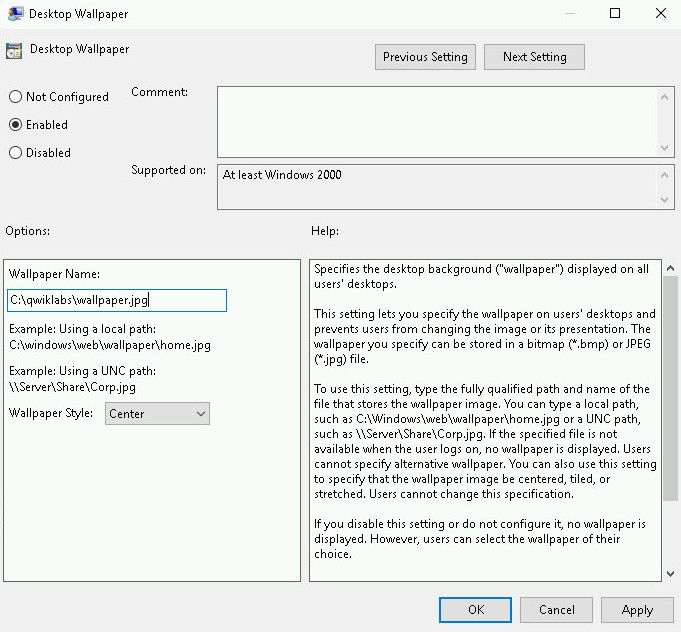 Desktop Wallpaper
Desktop Wallpaper
Previous Setting
Next Setting
Not Configured
Enabled
Disabled
Comment:
Supported on:
At least Windows 2000
Options:
Help:
Wallpaper Name:
C:\qwiklabs\wallpaper.jpg
Example: Using a local path:
C:\windows\web\wallpaper\home.jpg
Example: Using a UNC path:
\\Server\Share\Corp.jpg
Wallpaper Style:
Center
Specifies the desktop background ("wallpaper") displayed on all
users' desktops.
This setting lets you specify the wallpaper on users' desktops and
prevents users from changing the image or its presentation. The
wallpaper you specify can be stored in a bitmap (*.bmp) or JPEG
(*.jpg) file.
To use this setting, type the fully qualified path and name of the
file that stores the wallpaper image. You can type a local path,
such as C:\Windows\web\wallpaper\home.jpg or a UNC path,
such as \\Server\Share\Corp.jpg. If the specified file is not
available when the user logs on, no wallpaper is displayed. Users
cannot specify alternative wallpaper. You can also use this setting
to specify that the wallpaper image be centered, tiled, or
stretched. Users cannot change this specification.
If you disable this setting or do not configure it, no wallpaper is
displayed. However, users can select the wallpaper of their
choice.
OK
Cancel
Apply